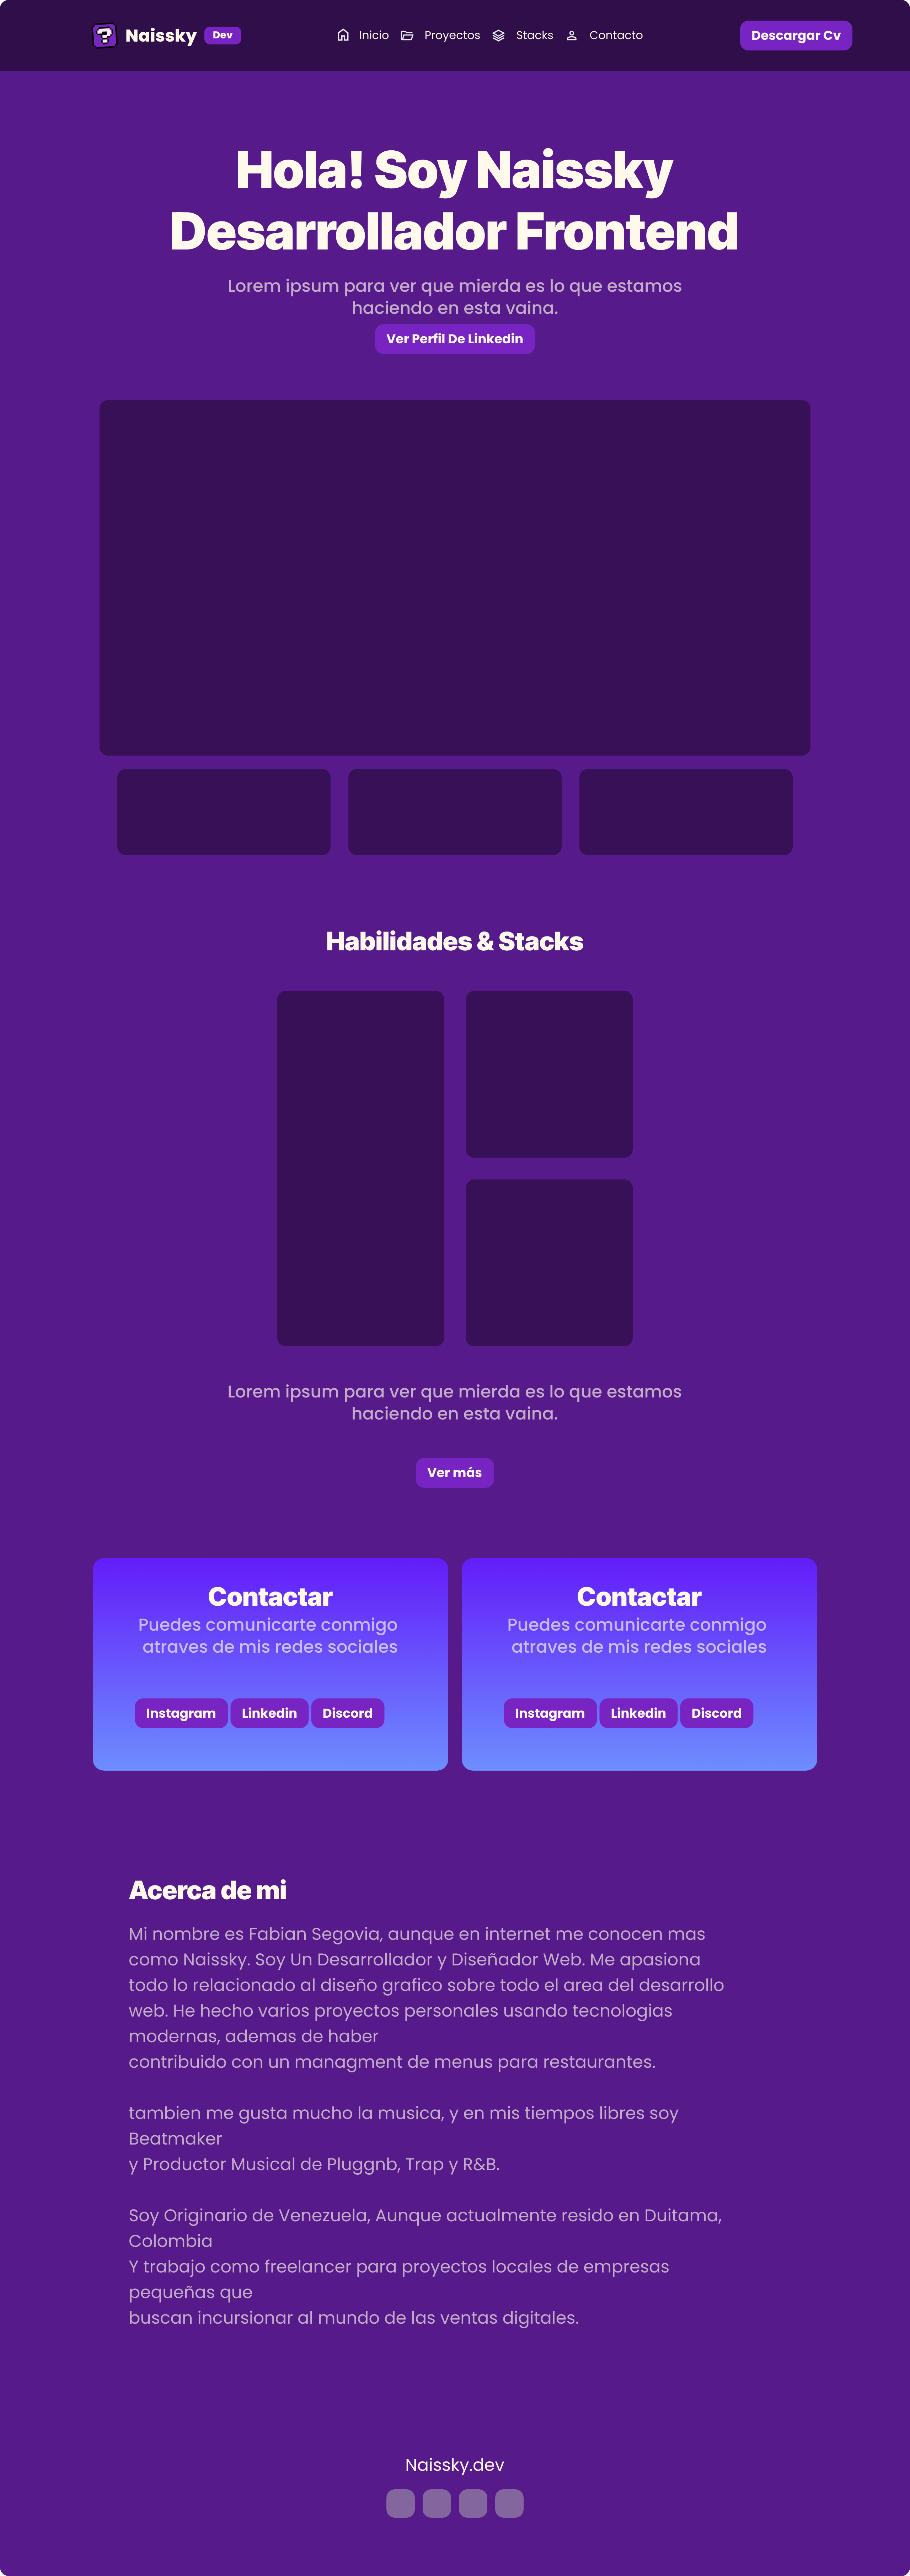 ?
Naissky Dev
Inicio Proyectos Stacks Contacto
Descargar Cv
Hola! Soy Naissky
Desarrollador Frontend
Lorem ipsum para ver que mierda es lo que estamos
haciendo en esta vaina.
Ver Perfil De Linkedin
Habilidades & Stacks
Lorem ipsum para ver que mierda es lo que estamos
haciendo en esta vaina.
Ver más
Contactar
Puedes comunicarte conmigo
atraves de mis redes sociales
Instagram Linkedin Discord
Contactar
Puedes comunicarte conmigo
atraves de mis redes sociales
Instagram Linkedin Discord
Acerca de mi
Mi nombre es Fabian Segovia, aunque en internet me conocen mas
como Naissky. Soy Un Desarrollador y Diseñador Web. Me apasiona
todo lo relacionado al diseño grafico sobre todo el area del desarrollo
web. He hecho varios proyectos personales usando tecnologias
modernas, ademas de haber
contribuido con un managment de menus para restaurantes.
tambien me gusta mucho la musica, y en mis tiempos libres soy
Beatmaker
y Productor Musical de Pluggnb, Trap y R&B.
Soy Originario de Venezuela, Aunque actualmente resido en Duitama,
Colombia
Y trabajo como freelancer para proyectos locales de empresas
pequeñas que
buscan incursionar al mundo de las ventas digitales.
Naissky.dev